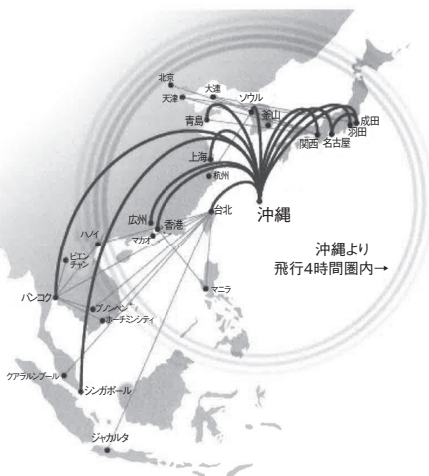 北京
天津
大連
ソウル
青島
釜山
成田
羽田
名古屋
関西
上海
杭州
沖縄
台北
広州
香港
マカオ
ハノイ
ビエン
チャン
バンコク
マニラ
プノンペン
ホーチミンシティ
クアラルンプール
シンガポール
ジャカルタ
沖縄より
飛行4時間圏内→